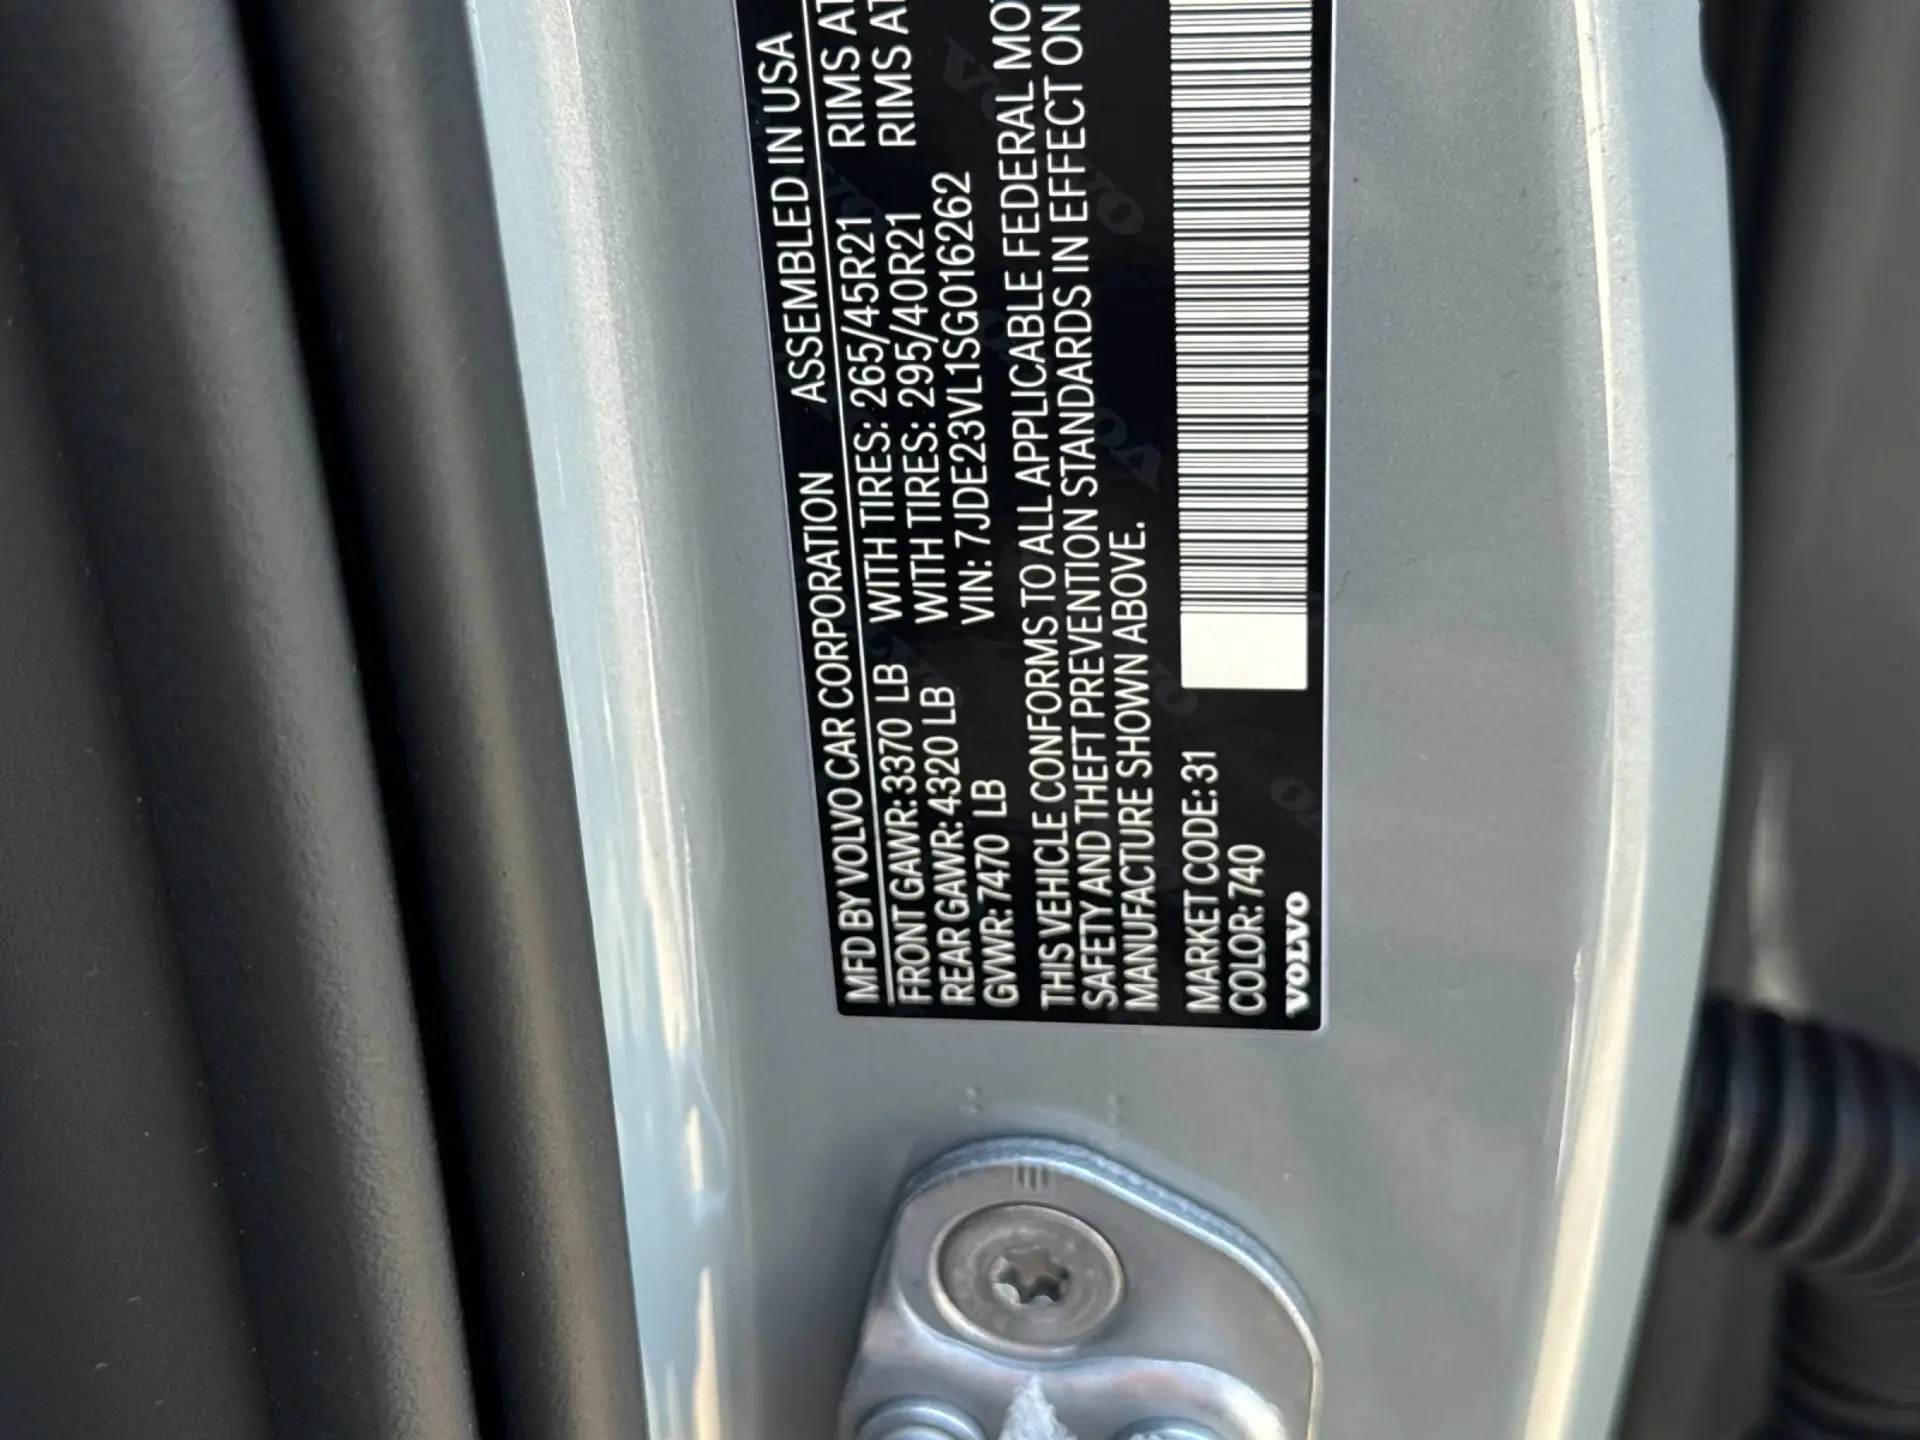 MFD BY VOLVO CAR CORPORATION ASSEMBLED IN USA
FRONT GAWR: 3370 LB WITH TIRES: 265/45R21 RIMS AT
REAR GAWR: 4320 LB WITH TIRES: 295/40R21 RIMS AT
GVWR: 7470 LB VIN: 7JDE23VL1SG016262
THIS VEHICLE CONFORMS TO ALL APPLICABLE FEDERAL MO
SAFETY AND THEFT PREVENTION STANDARDS IN EFFECT ON
MANUFACTURE SHOWN ABOVE.
MARKET CODE: 31
COLOR: 740
VOLVO